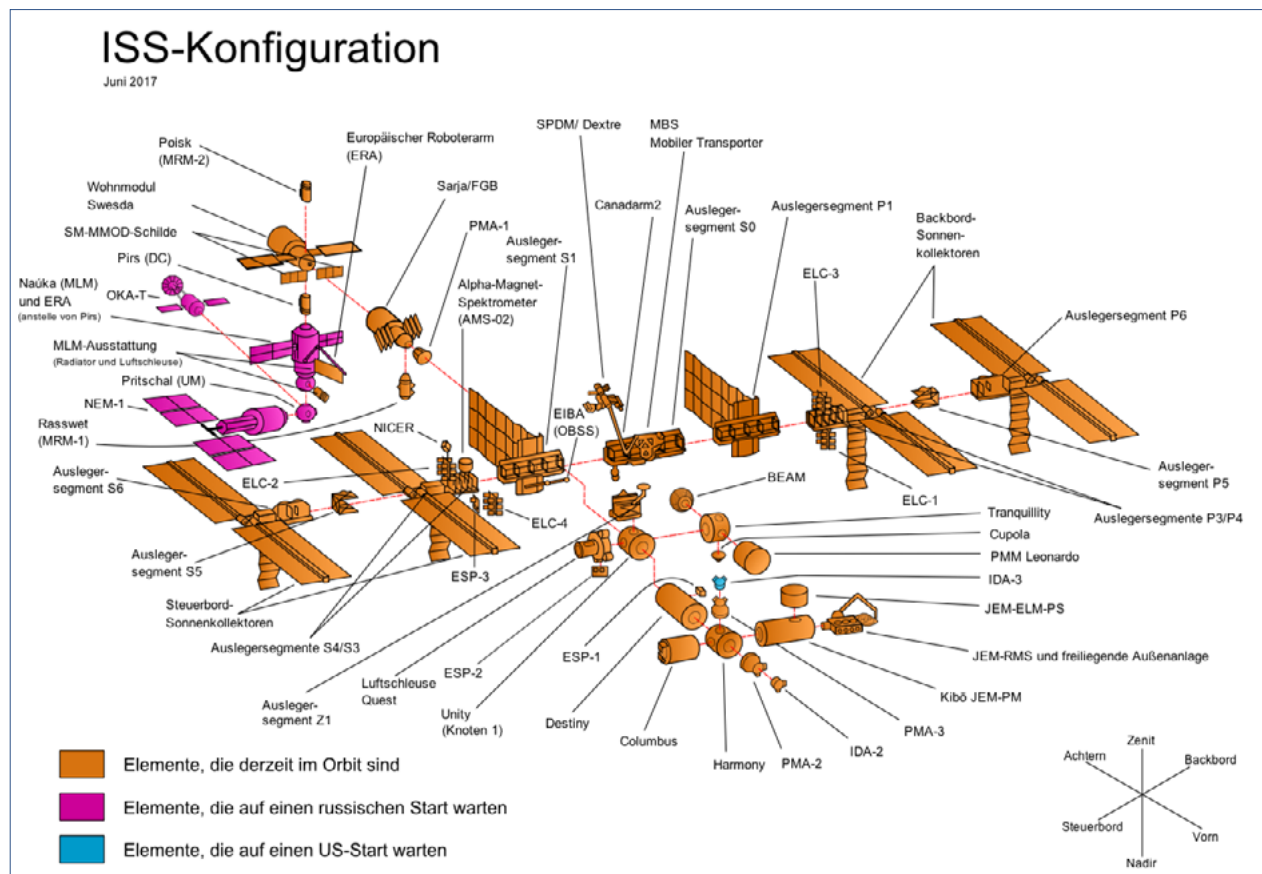 ISS-Konfiguration
Juni 2017
Poisk
(MRM-2)
Europäischer Roboterarm
(ERA)
SPDM/ Dextre
MBS
Mobiler Transporter
Wohnmodul
Swesda
Sarja/FGB
Canadarm2
Ausleger-
segment S0
Auslegersegment P1
Backbord-
Sonnen-
kollektoren
SM-MMOD-Schilde
PMA-1
Ausleger-
segment S1
Pirs (DC)
ELC-3
Naúka (MLM)
und ERA
(anstelle von Pirs)
OKA-T
Alpha-Magnet-
Spektrometer
(AMS-02)
Auslegersegment P6
MLM-Ausstattung
(Radiator und Luftschleuse)
Pritschal (UM)
NEM-1
Rasswet
(MRM-1)
NICER
EIBA
(OBSS)
Ausleger-
segment S6
ELC-2
BEAM
ELC-1
Ausleger-
segment P5
ELC-4
Tranquillity
Auslegersegmente P3/P4
Cupola
Ausleger-
segment S5
ESP-3
PMM Leonardo
IDA-3
Steuerbord-
Sonnenkollektoren
JEM-ELM-PS
Auslegersegmente S4/S3
ESP-1
JEM-RMS und freiliegende Außenanlage
ESP-2
Luftschleuse
Quest
Kibō JEM-PM
Ausleger-
segment Z1
Unity
(Knoten 1)
Destiny
PMA-3
Columbus
IDA-2
Harmony
PMA-2
Elemente, die derzeit im Orbit sind
Elemente, die auf einen russischen Start warten
Elemente, die auf einen US-Start warten
Zenit
Achtern
Backbord
Steuerbord
Vorn
Nadir